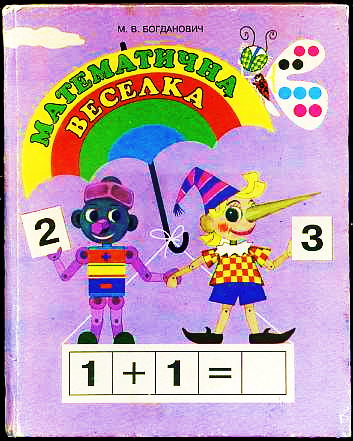 М. В. БОГДАНОВИЧ
МАТЕМАТИЧНА
ВЕСЕЛКА
2
3
1 + 1 =